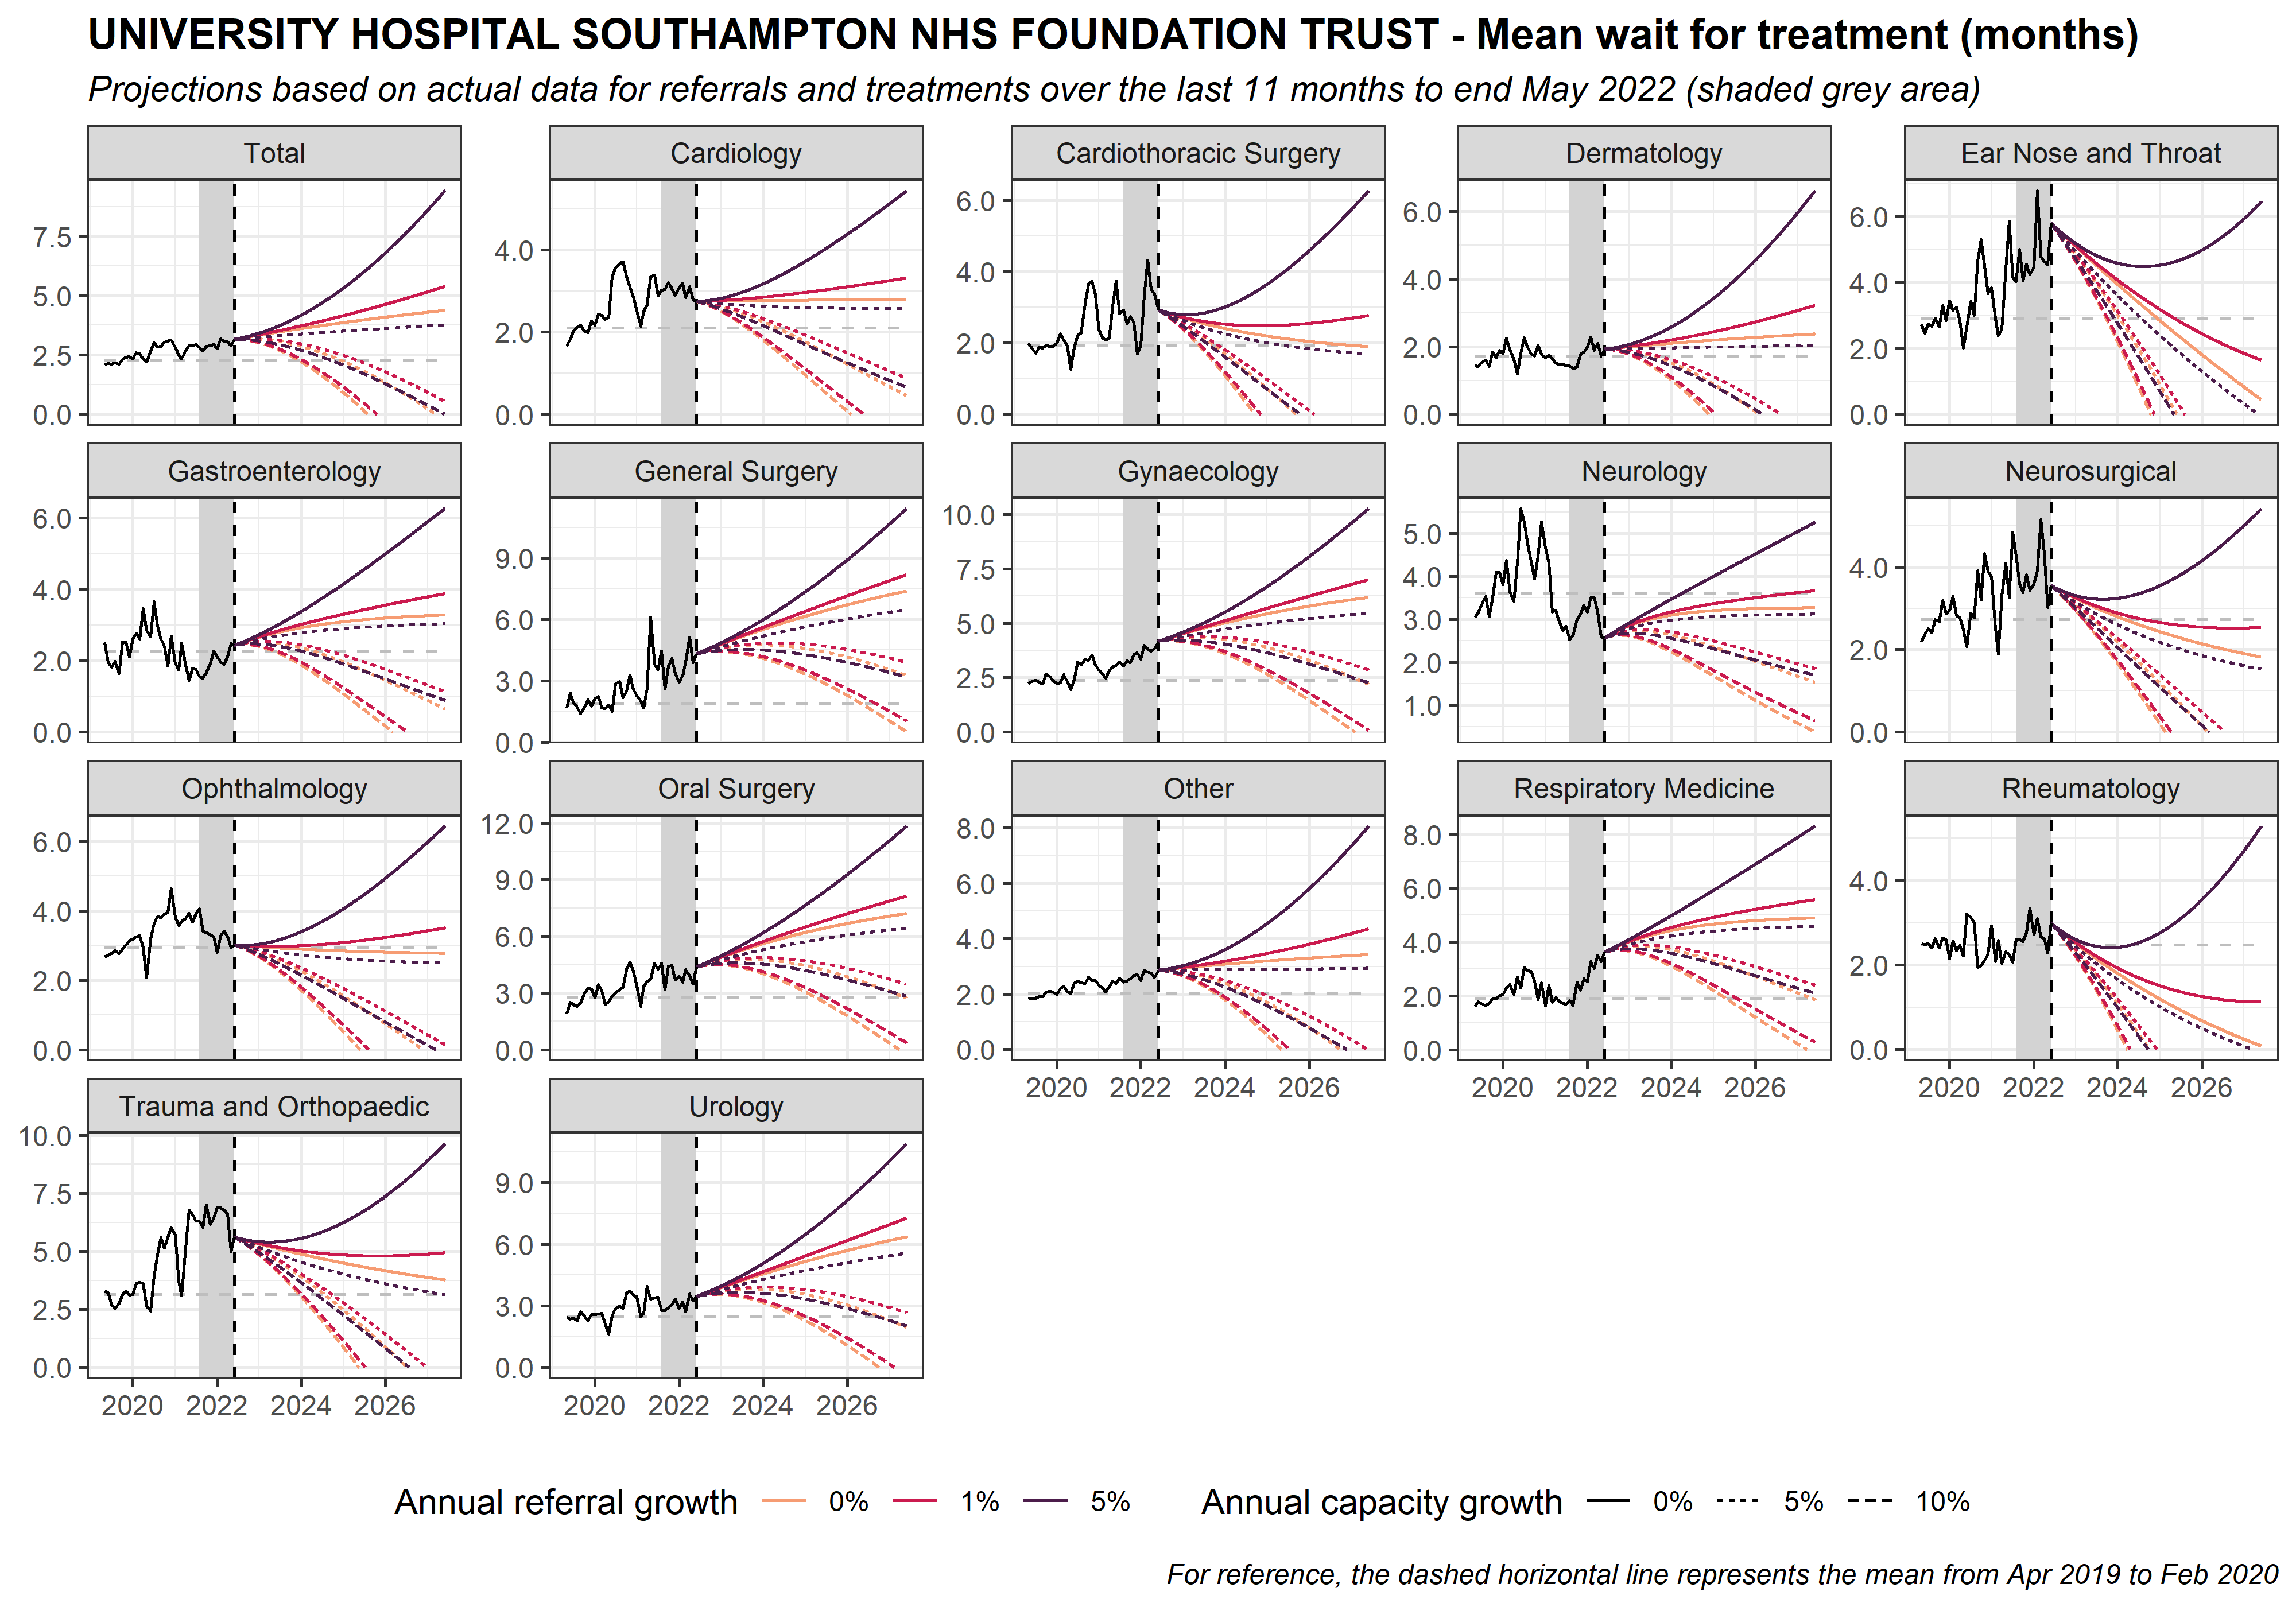 UNIVERSITY HOSPITAL SOUTHAMPTON NHS FOUNDATION TRUST - Mean wait for treatment (months)
Projections based on actual data for referrals and treatments over the last 11 months to end May 2022 (shaded grey area)
Total
Cardiology
Cardiothoracic Surgery
Dermatology
Ear Nose and Throat
7.5
5.0
2.5
0.0
4.0
2.0
0.0
6.0
4.0
2.0
0.0
6.0
4.0
2.0
0.0
6.0
4.0
2.0
0.0
Gastroenterology
General Surgery
Gynaecology
Neurology
Neurosurgical
6.0
4.0
2.0
0.0
9.0
6.0
3.0
0.0
10.0
7.5
5.0
2.5
0.0
5.0
4.0
3.0
2.0
1.0
4.0
2.0
0.0
Ophthalmology
Oral Surgery
Other
Respiratory Medicine
Rheumatology
6.0
4.0
2.0
0.0
12.0
9.0
6.0
3.0
0.0
8.0
6.0
4.0
2.0
0.0
8.0
6.0
4.0
2.0
0.0
4.0
2.0
0.0
2020 2022 2024 2026
2020 2022 2024 2026
2020 2022 2024 2026
Trauma and Orthopaedic
Urology
10.0
7.5
5.0
2.5
0.0
9.0
6.0
3.0
0.0
2020 2022 2024 2026
2020 2022 2024 2026
Annual referral growth 0% 1% 5% Annual capacity growth 0% 5% 10%
For reference, the dashed horizontal line represents the mean from Apr 2019 to Feb 2020